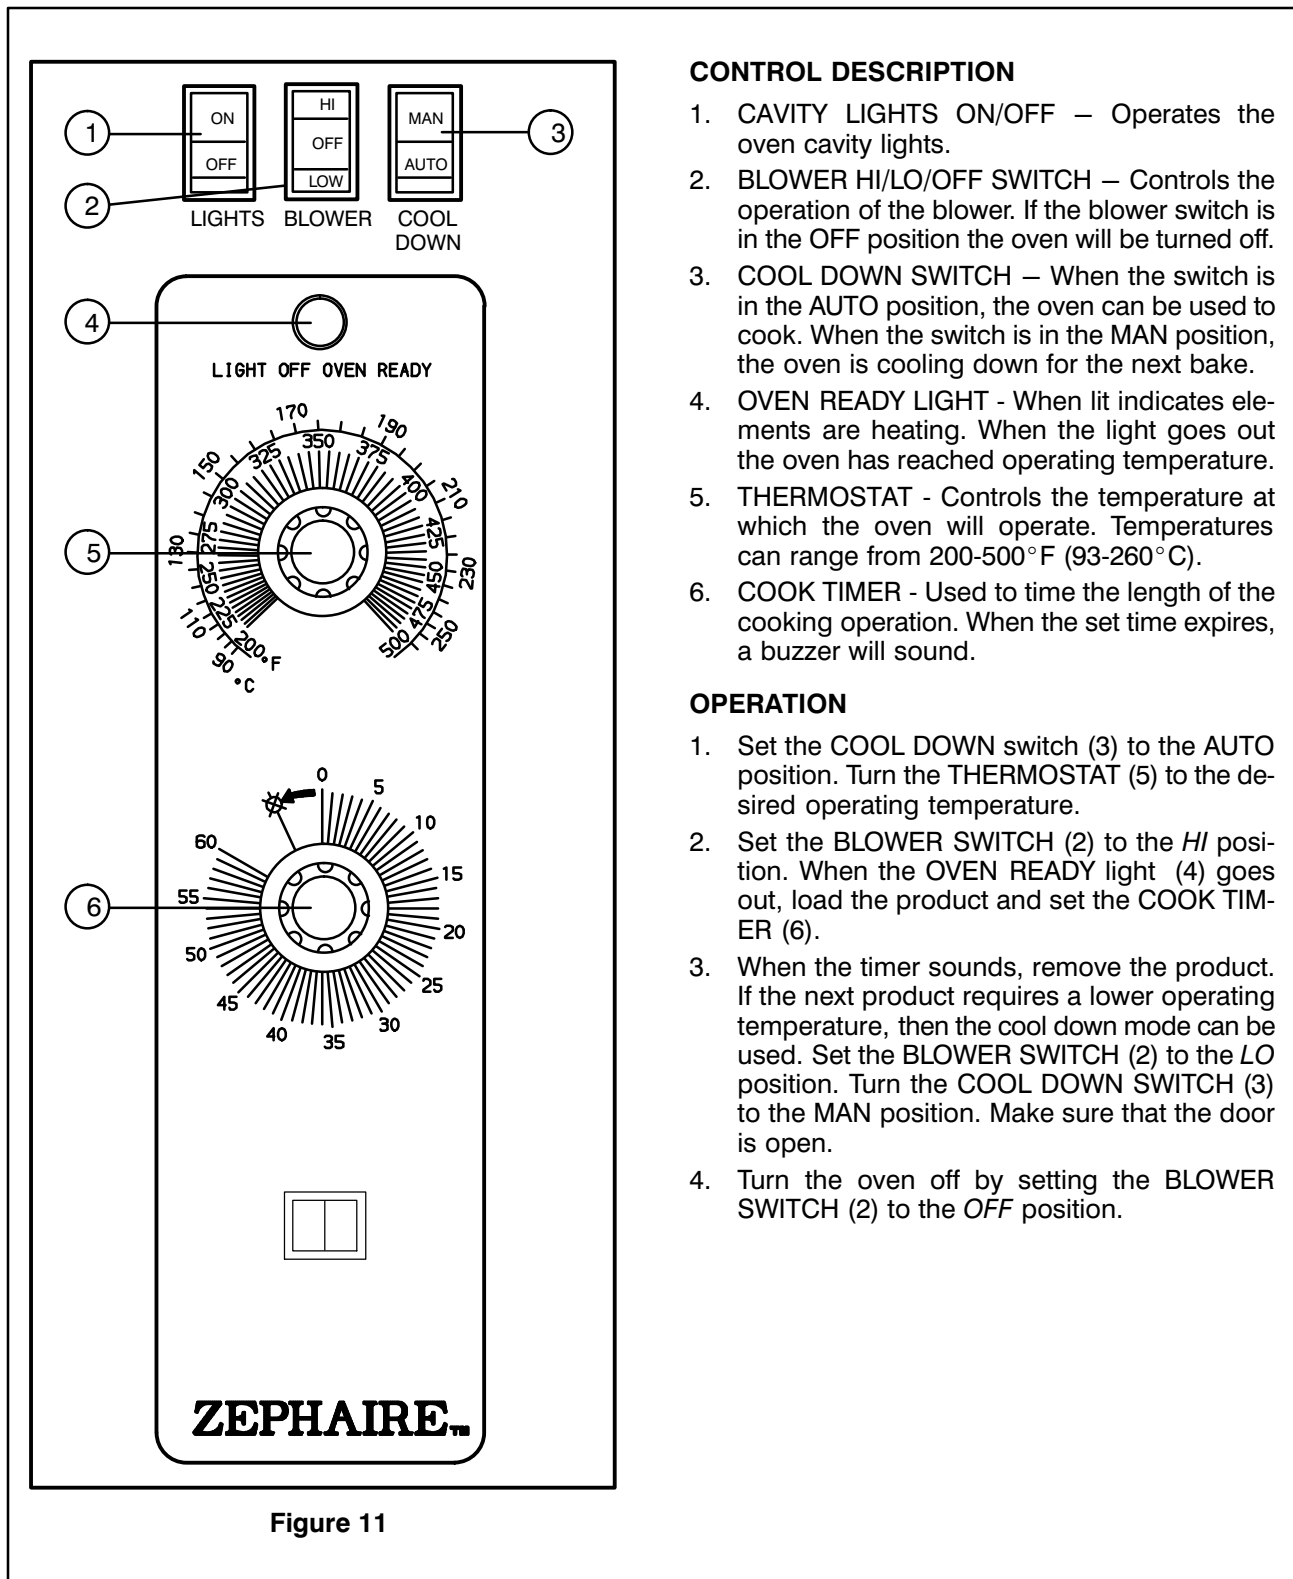 ON
OFF
LIGHTS
HI
OFF
LOW
BLOWER
MAN
AUTO
COOL
DOWN
1
2
3
4
LIGHT OFF OVEN READY
5
90 110 130 150 170 190 210 230 250
°C
200 225 250 275 300 325 350 375 400 425 450 475 500
°F
6
0 5 10 15 20 25 30 35 40 45 50 55 60
ZEPHAIRE™
Figure 11
CONTROL DESCRIPTION
1. CAVITY LIGHTS ON/OFF – Operates the
oven cavity lights.
2. BLOWER HI/LO/OFF SWITCH – Controls the
operation of the blower. If the blower switch is
in the OFF position the oven will be turned off.
3. COOL DOWN SWITCH – When the switch is
in the AUTO position, the oven can be used to
cook. When the switch is in the MAN position,
the oven is cooling down for the next bake.
4. OVEN READY LIGHT - When lit indicates ele-
ments are heating. When the light goes out
the oven has reached operating temperature.
5. THERMOSTAT - Controls the temperature at
which the oven will operate. Temperatures
can range from 200-500°F (93-260°C).
6. COOK TIMER - Used to time the length of the
cooking operation. When the set time expires,
a buzzer will sound.
OPERATION
1. Set the COOL DOWN switch (3) to the AUTO
position. Turn the THERMOSTAT (5) to the de-
sired operating temperature.
2. Set the BLOWER SWITCH (2) to the HI posi-
tion. When the OVEN READY light (4) goes
out, load the product and set the COOK TIM-
ER (6).
3. When the timer sounds, remove the product.
If the next product requires a lower operating
temperature, then the cool down mode can be
used. Set the BLOWER SWITCH (2) to the LO
position. Turn the COOL DOWN SWITCH (3)
to the MAN position. Make sure that the door
is open.
4. Turn the oven off by setting the BLOWER
SWITCH (2) to the OFF position.